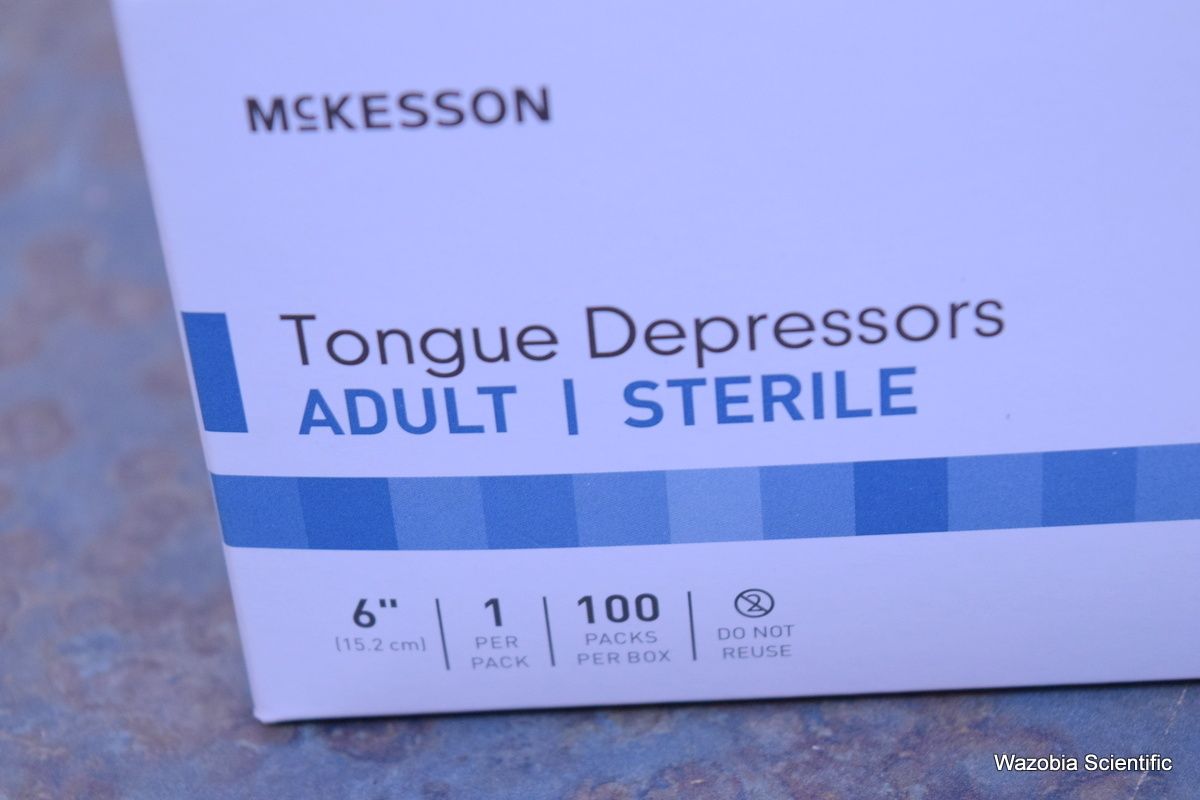 McKESSON
Tongue Depressors
ADULT | STERILE
6" | 1 | 100 | 2
(15.2 cm) PER PACKS DO NOT
PACK PER BOX REUSE
Wazobia Scientific